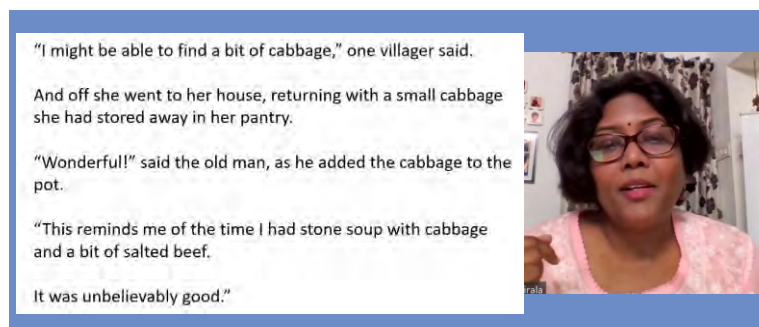 “I might be able to find a bit of cabbage,” one villager said.
And off she went to her house, returning with a small cabbage
she had stored away in her pantry.
“Wonderful!” said the old man, as he added the cabbage to the
pot.
“This reminds me of the time I had stone soup with cabbage
and a bit of salted beef.
It was unbelievably good.”